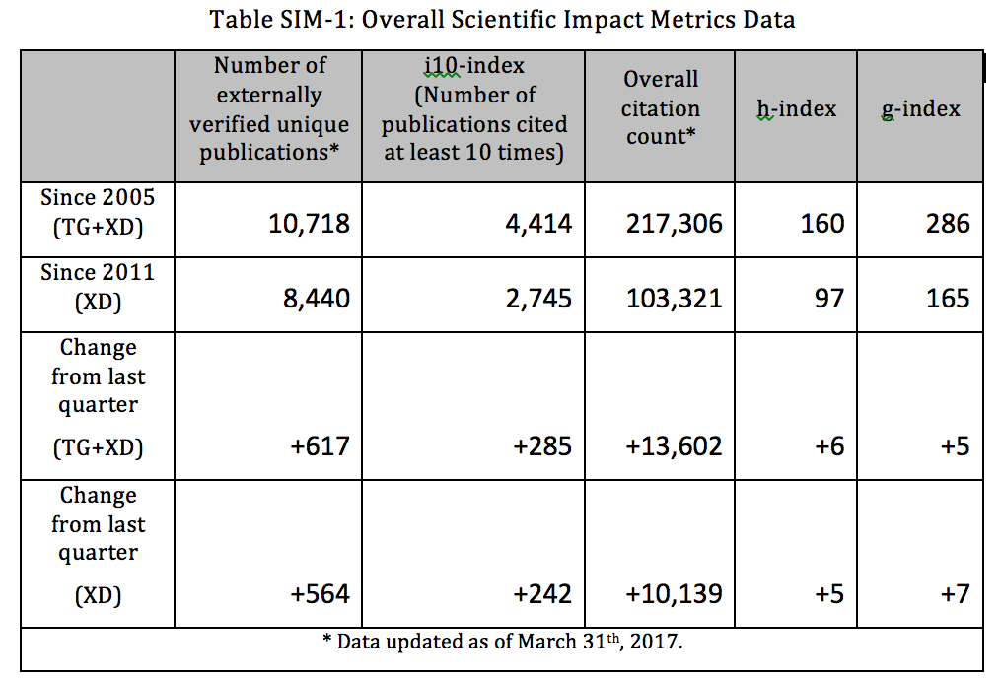 Table SIM-1: Overall Scientific Impact Metrics Data
Number of
externally
verified unique
publications*
i10-index
(Number of
publications cited
at least 10 times)
Overall
citation
count*
h-index
g-index
Since 2005
(TG+XD)
10,718
4,414
217,306
160
286
Since 2011
(XD)
8,440
2,745
103,321
97
165
Change
from last
quarter
(TG+XD)
+617
+285
+13,602
+6
+5
Change
from last
quarter
(XD)
+564
+242
+10,139
+5
+7
* Data updated as of March 31th, 2017.